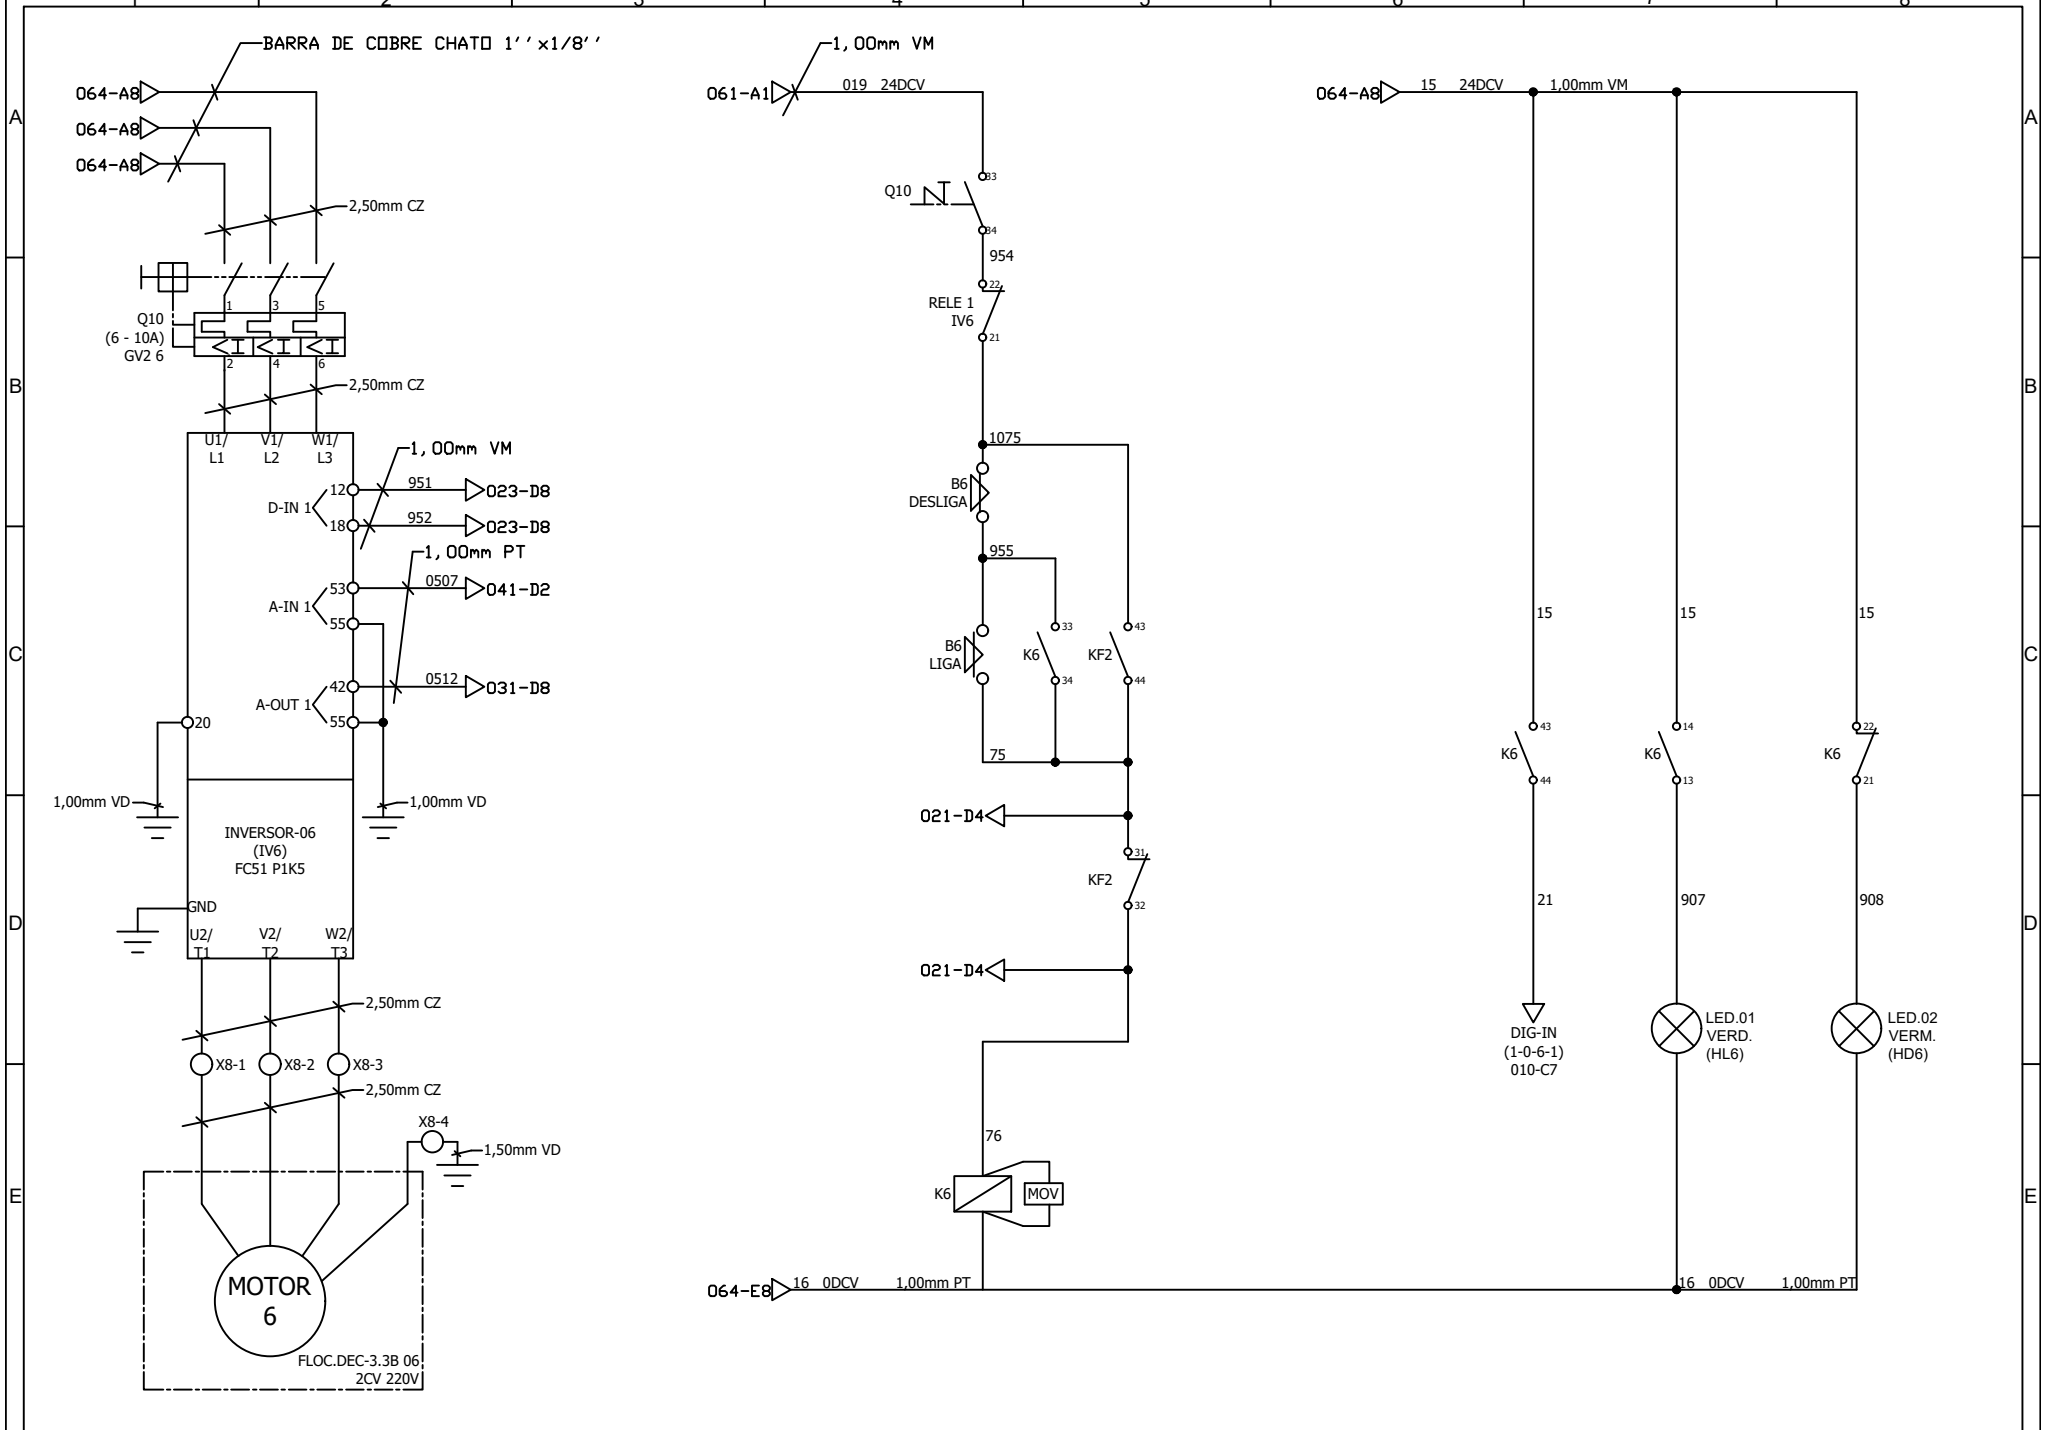 2 3 4 5 6 7 8
A
B
C
D
E
BARRA DE COBRE CHATO 1''x1/8''
064-A8
064-A8
064-A8
2,50mm CZ
Q10
(6 - 10A)
GV2 6
1 3 5
2 4 6
2,50mm CZ
U1/ V1/ W1/
L1 L2 L3
1,00mm VM
D-IN 1
12 951 023-D8
18 952 023-D8
1,00mm PT
A-IN 1
53 0507 041-D2
55
A-OUT 1
42 0512 031-D8
55
20
1,00mm VD
1,00mm VD
INVERSOR-06
(IV6)
FC51 P1K5
GND
U2/ V2/ W2/
T1 T2 T3
2,50mm CZ
X8-1 X8-2 X8-3
2,50mm CZ
X8-4
1,50mm VD
MOTOR
6
FLOC.DEC-3.3B 06
2CV 220V
1,00mm VM
061-A1 019 24DCV
Q10
33
34
954
RELE 1
IV6
22
21
1075
B6
DESLIGA
955
B6
LIGA
K6
33
34
KF2
43
44
75
021-D4
KF2
31
32
021-D4
76
K6
MOV
064-E8 16 0DCV 1,00mm PT
064-A8 15 24DCV 1,00mm VM
15 15 15
K6
43
44
K6
14
13
K6
22
21
21 907 908
DIG-IN
(1-0-6-1)
010-C7
LED.01
VERD.
(HL6)
LED.02
VERM.
(HD6)
16 0DCV 1,00mm PT
A
B
C
D
E